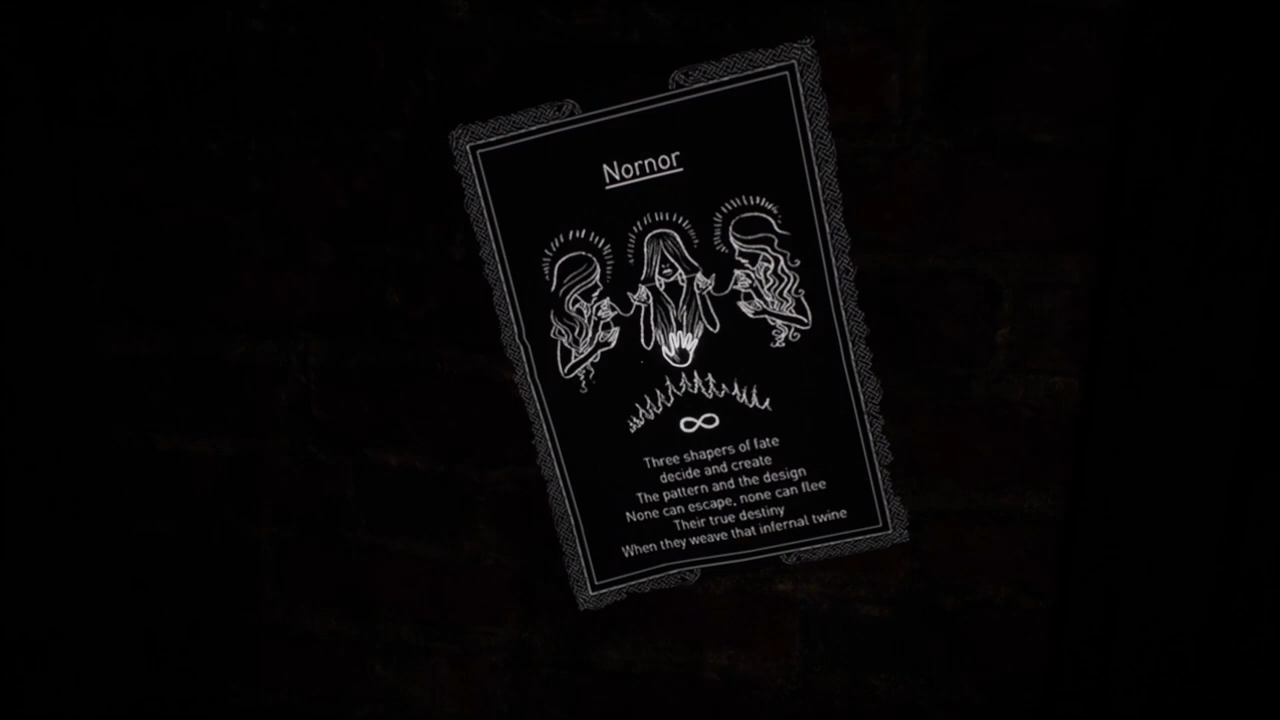 Nornor
Three shapers of fate
decide and create
The pattern and the design
None can escape, none can flee
Their true destiny
When they weave that infernal twine